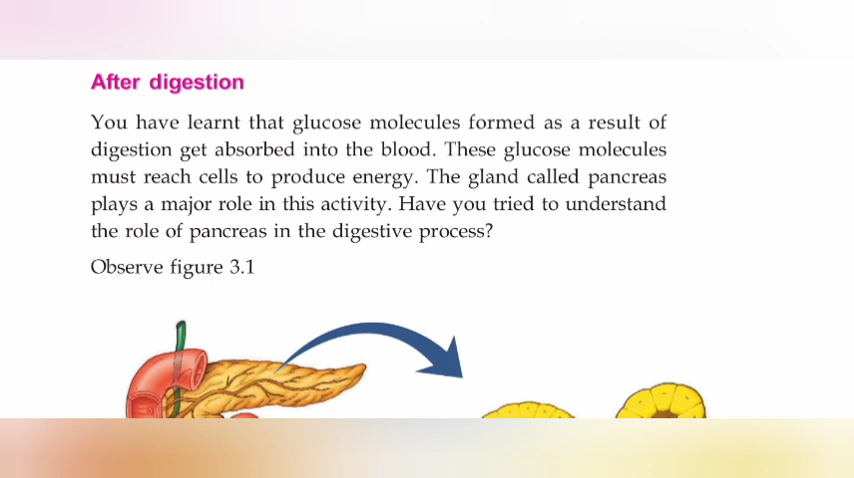 After digestion
You have learnt that glucose molecules formed as a result of
digestion get absorbed into the blood. These glucose molecules
must reach cells to produce energy. The gland called pancreas
plays a major role in this activity. Have you tried to understand
the role of pancreas in the digestive process?
Observe figure 3.1